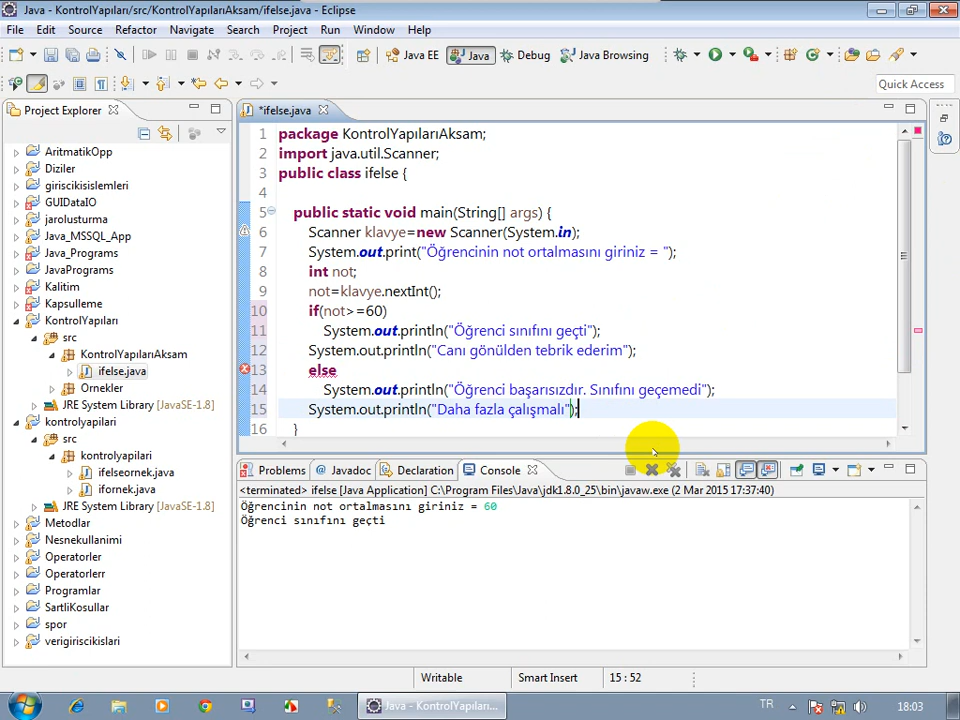 Java - KontrolYapıları/src/KontrolYapılarıAksam/ifelse.java - Eclipse
File Edit Source Refactor Navigate Search Project Run Window Help
Java EE Java Debug Java Browsing
Quick Access
Project Explorer
AritmatikOpp
Diziler
giriscikisislemleri
GUIDataIO
jarolusturma
Java_MSSQL_App
Java_Programs
JavaPrograms
Kalitim
Kapsulleme
KontrolYapıları
src
KontrolYapılarıAksam
ifelse.java
Ornekler
JRE System Library [JavaSE-1.8]
kontrolyapilari
src
kontrolyapilari
ifelseornek.java
ifornek.java
JRE System Library [JavaSE-1.8]
Metodlar
Nesnekullanimi
Operatorler
Operatorlerr
Programlar
SartliKosullar
spor
verigiriscikislari
*ifelse.java
1 package KontrolYapılarıAksam;
2 import java.util.Scanner;
3 public class ifelse {
4
5 public static void main(String[] args) {
6 Scanner klavye=new Scanner(System.in);
7 System.out.print("Öğrencinin not ortalmasını giriniz = ");
8 int not;
9 not=klavye.nextInt();
10 if(not>=60)
11 System.out.println("Öğrenci sınıfını geçti");
12 System.out.println("Canı gönülden tebrik ederim");
13 else
14 System.out.println("Öğrenci başarısızdır. Sınıfını geçemedi");
15 System.out.println("Daha fazla çalışmalı");
16 }
Problems Javadoc Declaration Console
<terminated> ifelse [Java Application] C:\Program Files\Java\jdk1.8.0_25\bin\javaw.exe (2 Mar 2015 17:37:40)
Öğrencinin not ortalmasını giriniz = 60
Öğrenci sınıfını geçti
Writable Smart Insert 15 : 52
Java - KontrolYapıları/... TR 18:03